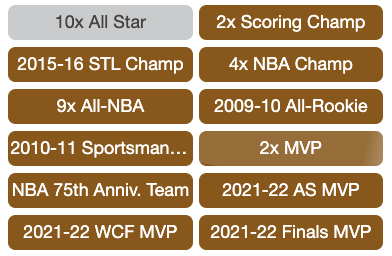 10x All Star
2x Scoring Champ
2015-16 STL Champ
4x NBA Champ
9x All-NBA
2009-10 All-Rookie
2010-11 Sportsman…
2x MVP
NBA 75th Anniv. Team
2021-22 AS MVP
2021-22 WCF MVP
2021-22 Finals MVP